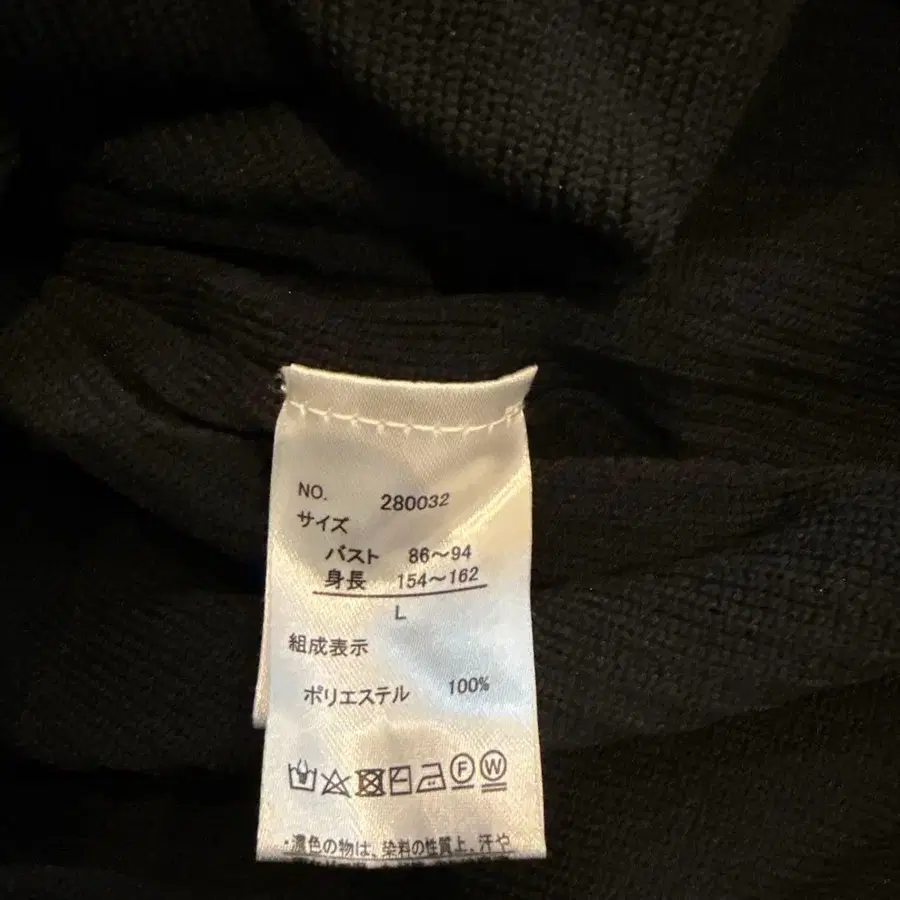 NO. 280032
サイズ
バスト 86〜94
身長 154〜162
L
組成表示
ポリエステル 100%
F W
・濃色の物は、染料の性質上、汗や